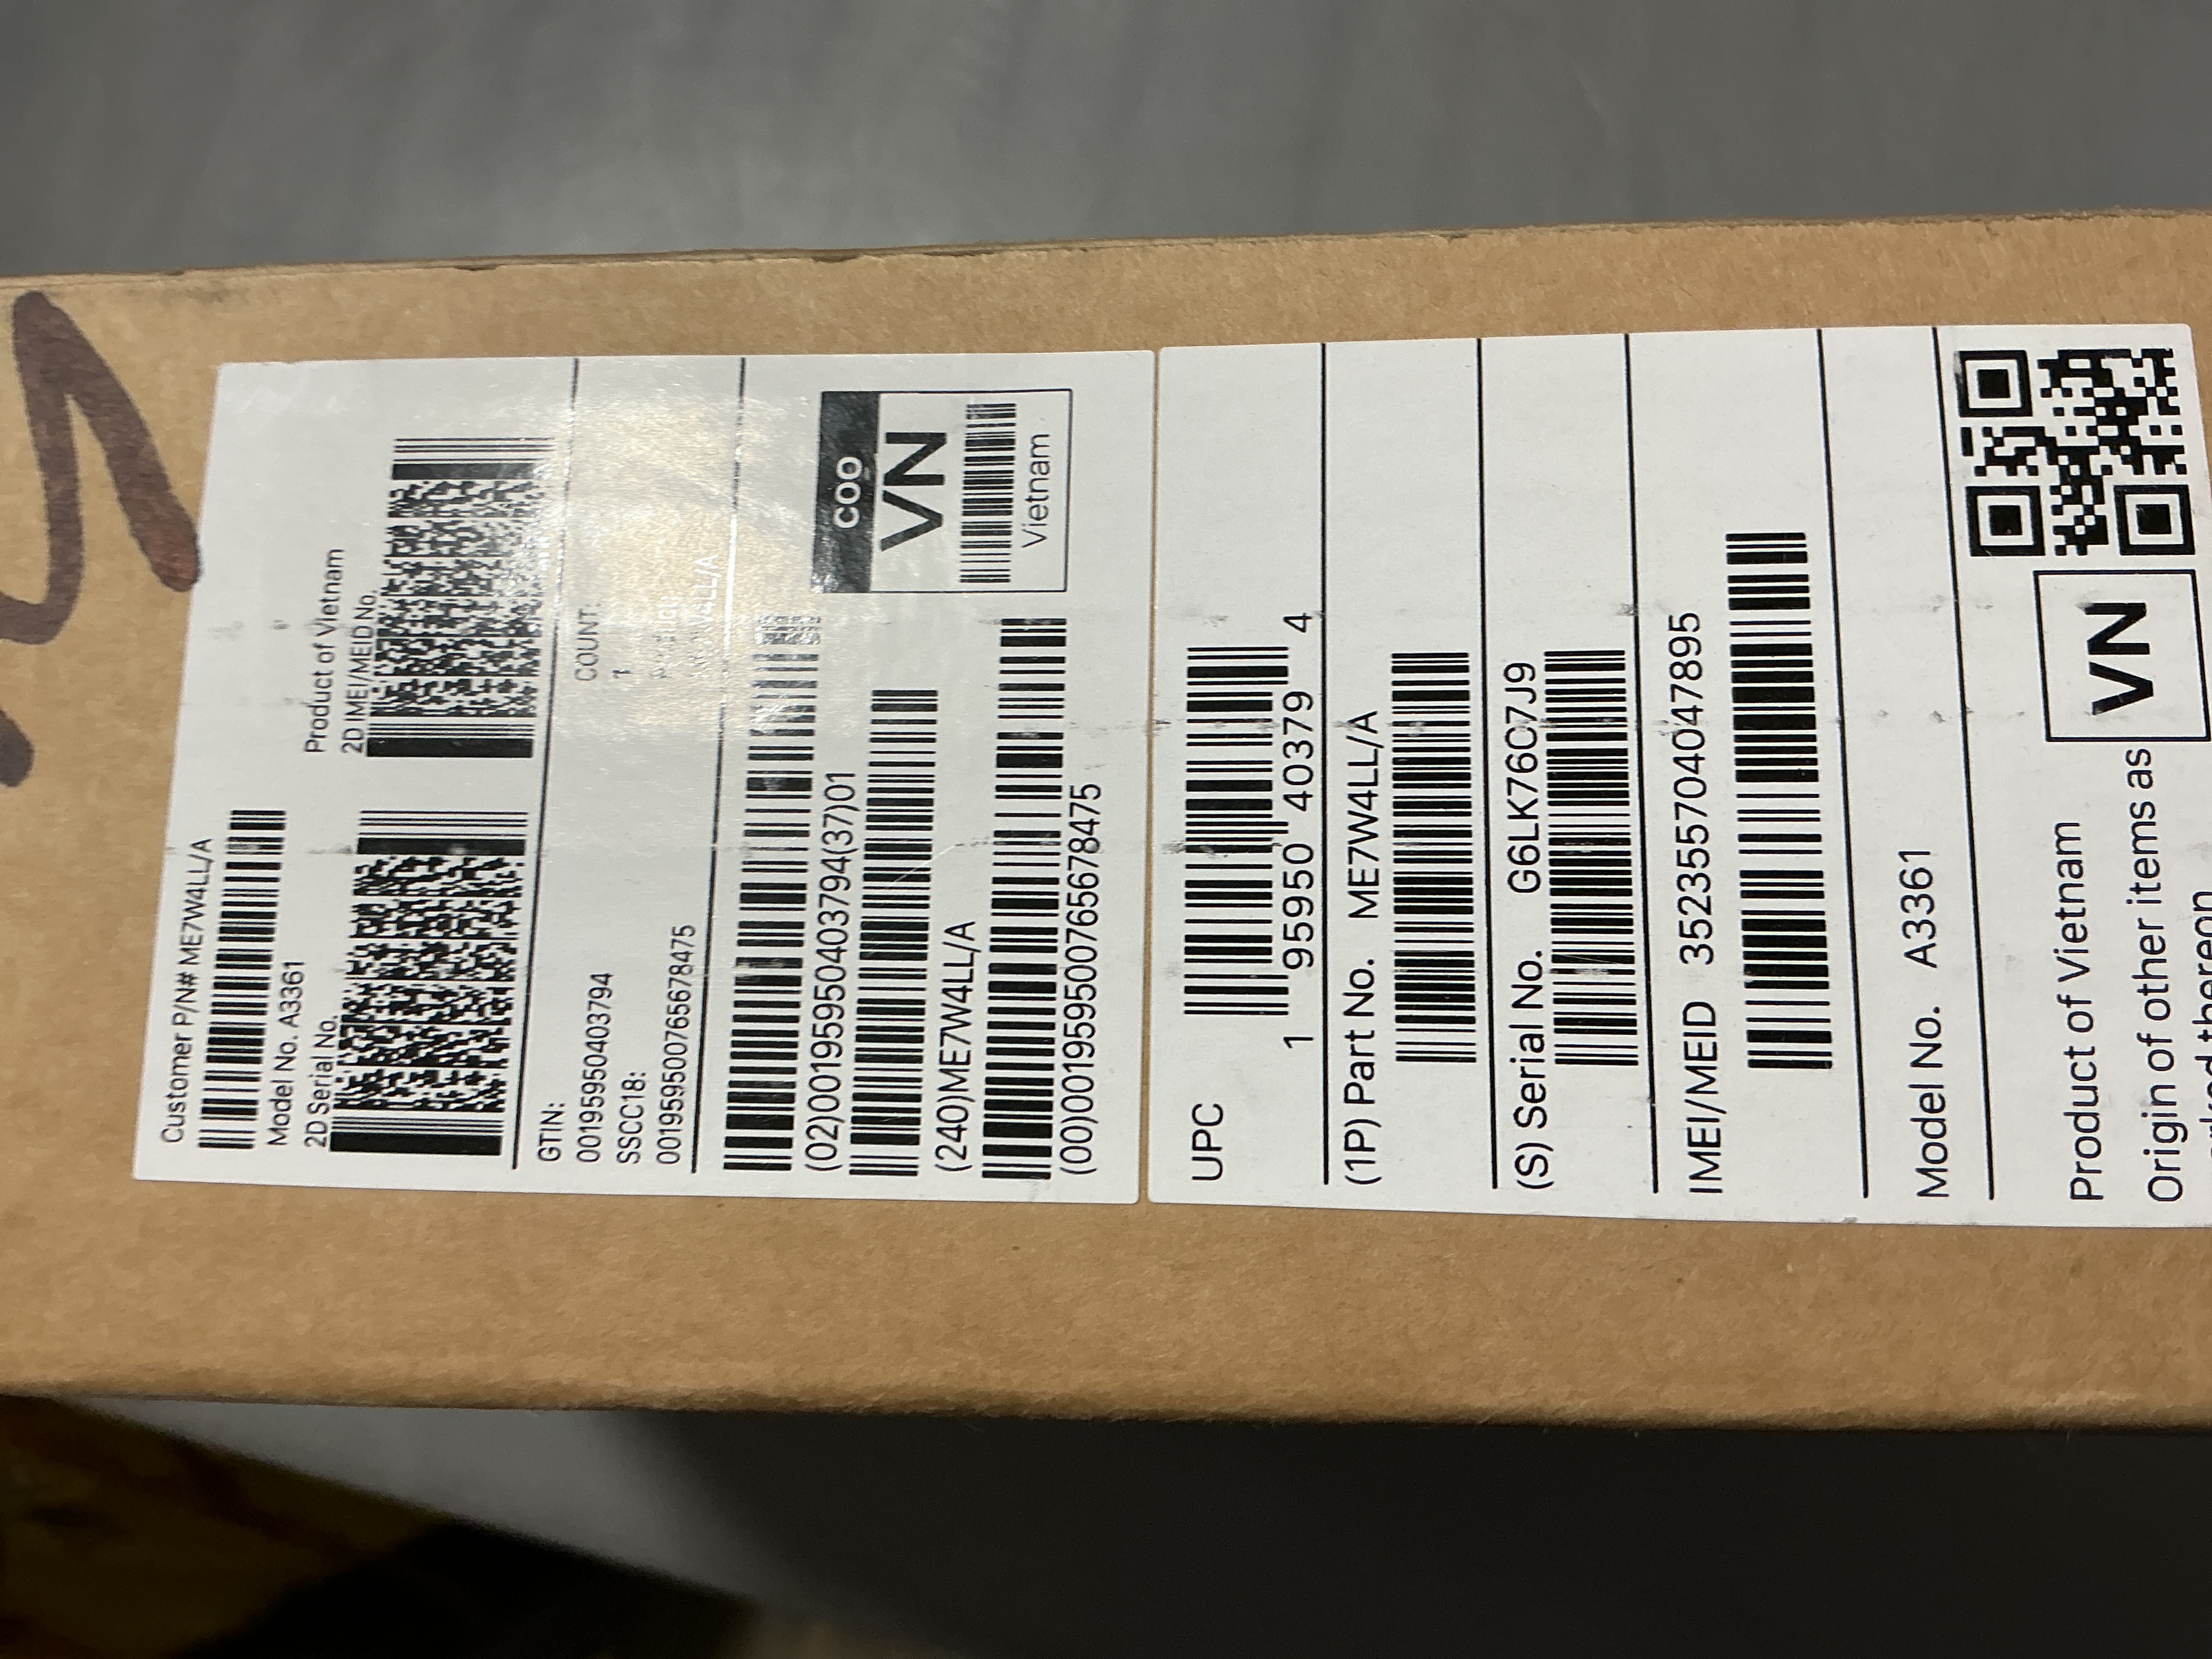 Customer P/N# ME7W4LL/A
Model No. A3361
Product of Vietnam
2D Serial No.
2D IMEI/MEID No.
GTIN:
00195950403794
SSCC18:
001959500765678475
COUNT:
1
(02)00195950403794(37)01
(240)ME7W4LL/A
(00)001959500765678475
COO
VN
Vietnam
UPC
1 95950 40379 4
(1P) Part No. ME7W4LL/A
(S) Serial No. G6LK76C7J9
IMEI/MEID 352355704047895
Model No. A3361
Product of Vietnam
VN
Origin of other items as
thereon